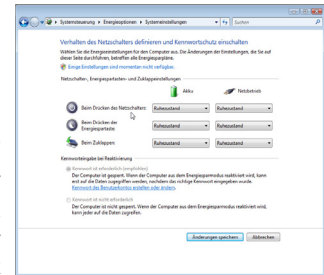 Systemsteuerung ▸ Energieoptionen ▸ Systemeinstellungen
Suchen
Verhalten des Netzschalters definieren und Kennwortschutz einschalten
Wählen Sie die Energieeinstellungen für den Computer aus. Die Änderungen der Einstellungen, die Sie auf
dieser Seite durchführen, betreffen alle Energiesparpläne.
Einige Einstellungen sind momentan nicht verfügbar.
Netzschalter-, Energiespartasten- und Zuklappeinstellungen
Akku Netzbetrieb
Beim Drücken des Netzschalters Ruhezustand Ruhezustand
Beim Drücken der
Energiespartaste: Ruhezustand Ruhezustand
Beim Zuklappen: Ruhezustand Ruhezustand
Kennworteingabe bei Reaktivierung
Kennwort ist erforderlich (empfohlen)
Der Computer ist gesperrt. Wenn der Computer aus dem Energiesparmodus reaktiviert wird, kann
erst auf die Daten zugegriffen werden, nachdem das richtige Kennwort eingegeben wurde.
Kennwort des Benutzerkontos erstellen oder ändern.
Kennwort ist nicht erforderlich
Der Computer ist nicht gesperrt. Wenn der Computer aus dem Energiesparmodus reaktiviert wird,
kann jeder auf die Daten zugreifen.
Änderungen speichern Abbrechen